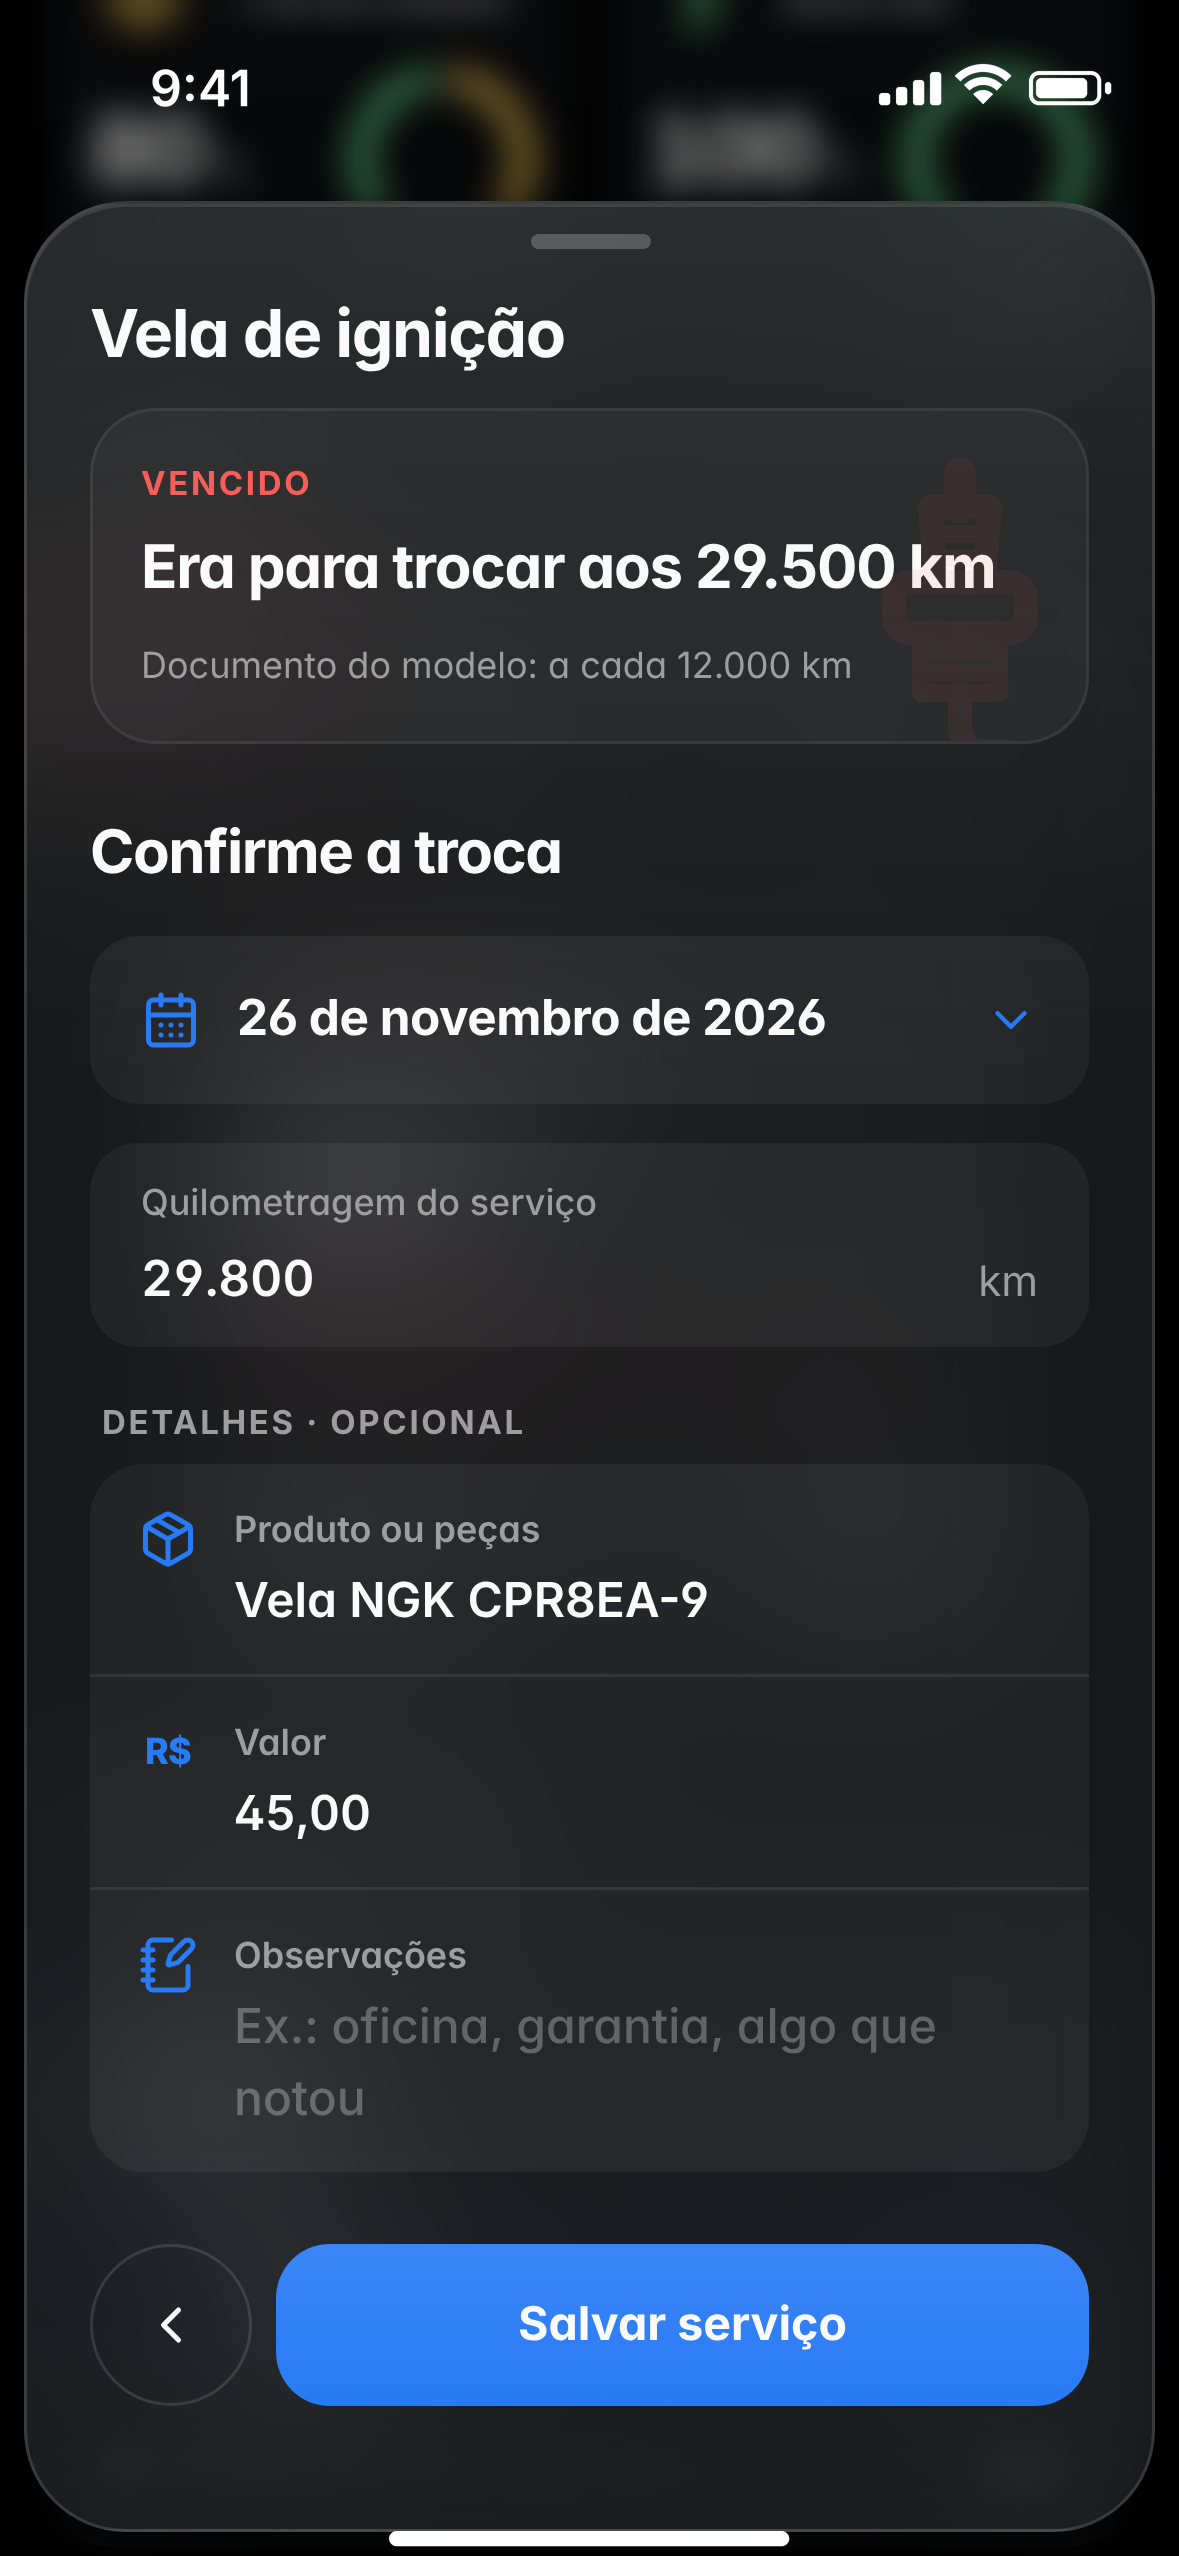 9:41
Vela de ignição
VENCIDO
Era para trocar aos 29.500 km
Documento do modelo: a cada 12.000 km
Confirme a troca
26 de novembro de 2026
Quilometragem do serviço
29.800 km
DETALHES · OPCIONAL
Produto ou peças
Vela NGK CPR8EA-9
R$ Valor
45,00
Observações
Ex.: oficina, garantia, algo que
notou
Salvar serviço